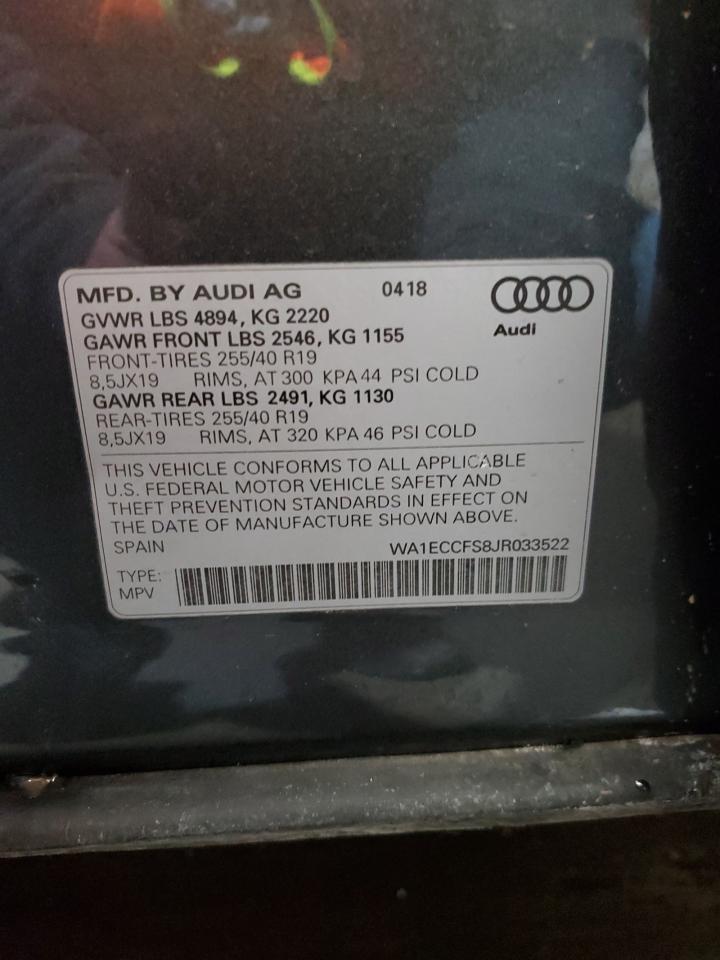 MFD. BY AUDI AG 0418
Audi
GVWR LBS 4894, KG 2220
GAWR FRONT LBS 2546, KG 1155
FRONT-TIRES 255/40 R19
8,5JX19 RIMS, AT 300 KPA 44 PSI COLD
GAWR REAR LBS 2491, KG 1130
REAR-TIRES 255/40 R19
8,5JX19 RIMS, AT 320 KPA 46 PSI COLD
THIS VEHICLE CONFORMS TO ALL APPLICABLE
U.S. FEDERAL MOTOR VEHICLE SAFETY AND
THEFT PREVENTION STANDARDS IN EFFECT ON
THE DATE OF MANUFACTURE SHOWN ABOVE.
SPAIN WA1ECCFS8JR033522
TYPE:
MPV